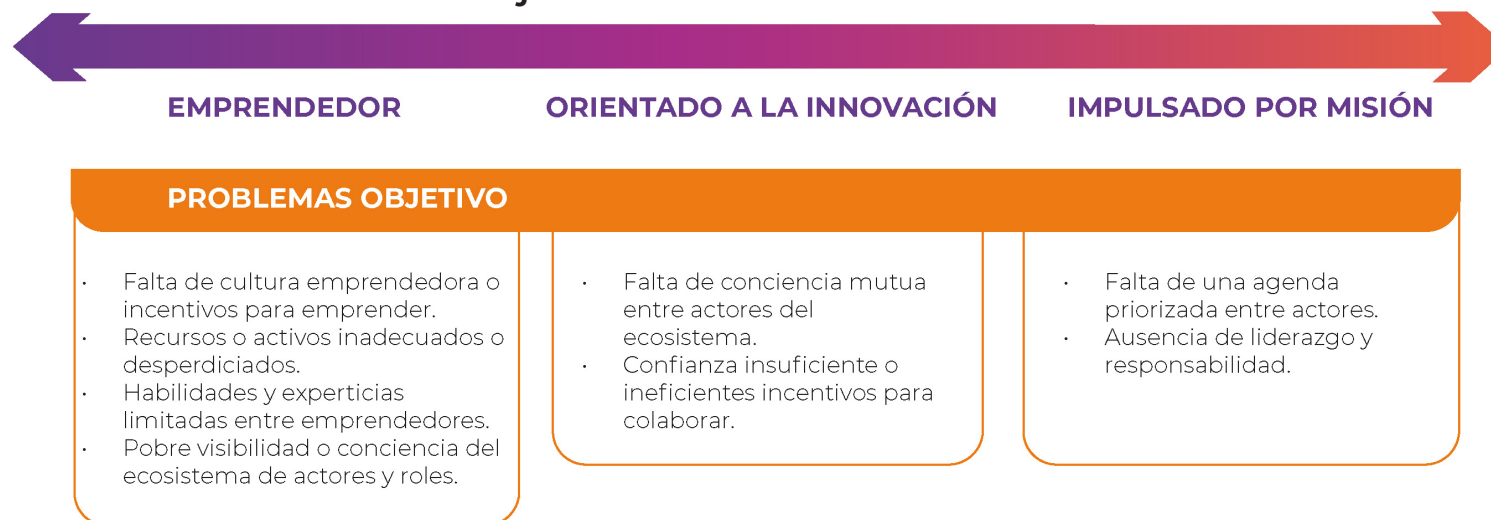 EMPRENDEDOR
ORIENTADO A LA INNOVACIÓN
IMPULSADO POR MISIÓN
PROBLEMAS OBJETIVO
· Falta de cultura emprendedora o
incentivos para emprender.
· Recursos o activos inadecuados o
desperdiciados.
· Habilidades y experticias
limitadas entre emprendedores.
· Pobre visibilidad o conciencia del
ecosistema de actores y roles.
· Falta de conciencia mutua
entre actores del
ecosistema.
· Confianza insuficiente o
ineficientes incentivos para
colaborar.
· Falta de una agenda
priorizada entre actores.
· Ausencia de liderazgo y
responsabilidad.